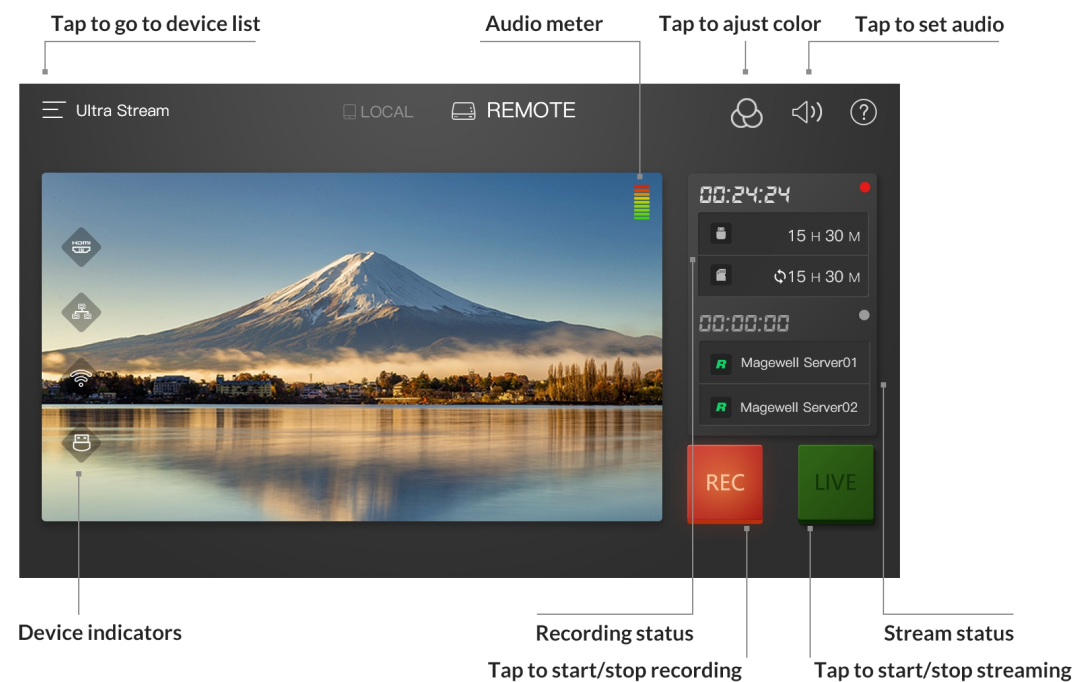 Tap to go to device list
Audio meter
Tap to ajust color
Tap to set audio
Ultra Stream
LOCAL
REMOTE
?
HDMI
00:24:24
15 H 30 M
15 H 30 M
00:00:00
R Magewell Server01
R Magewell Server02
REC
LIVE
Device indicators
Recording status
Stream status
Tap to start/stop recording
Tap to start/stop streaming